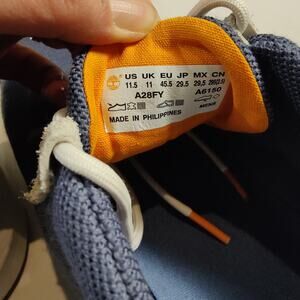 US UK EU JP MX CN
11.5 11 45.5 29.5 29,5 295(2.5)
A28FY A6150
MADE IN PHILIPPINES